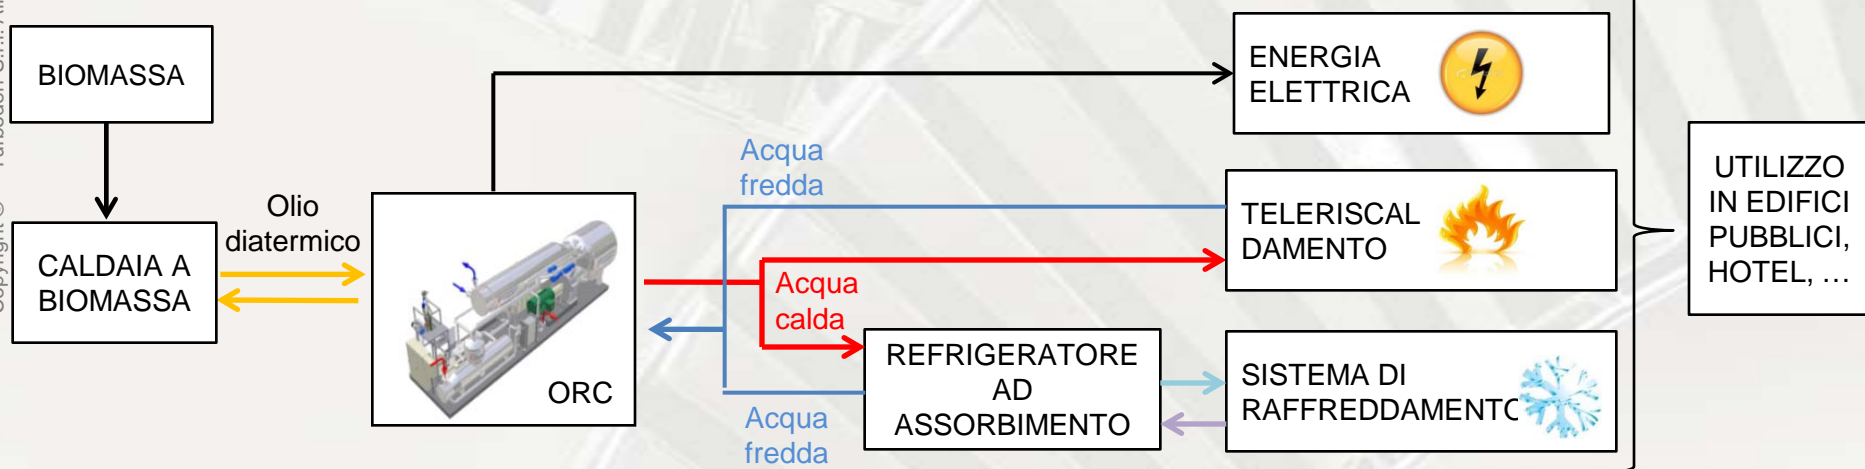 BIOMASSA
CALDAIA A
BIOMASSA
Olio
diatermico
ORC
Acqua
fredda
Acqua
calda
Acqua
fredda
REFRIGERATORE
AD
ASSORBIMENTO
ENERGIA
ELETTRICA
TELERISCAL
DAMENTO
SISTEMA DI
RAFFREDDAMENTO
UTILIZZO
IN EDIFICI
PUBBLICI,
HOTEL, …
Copyright ©